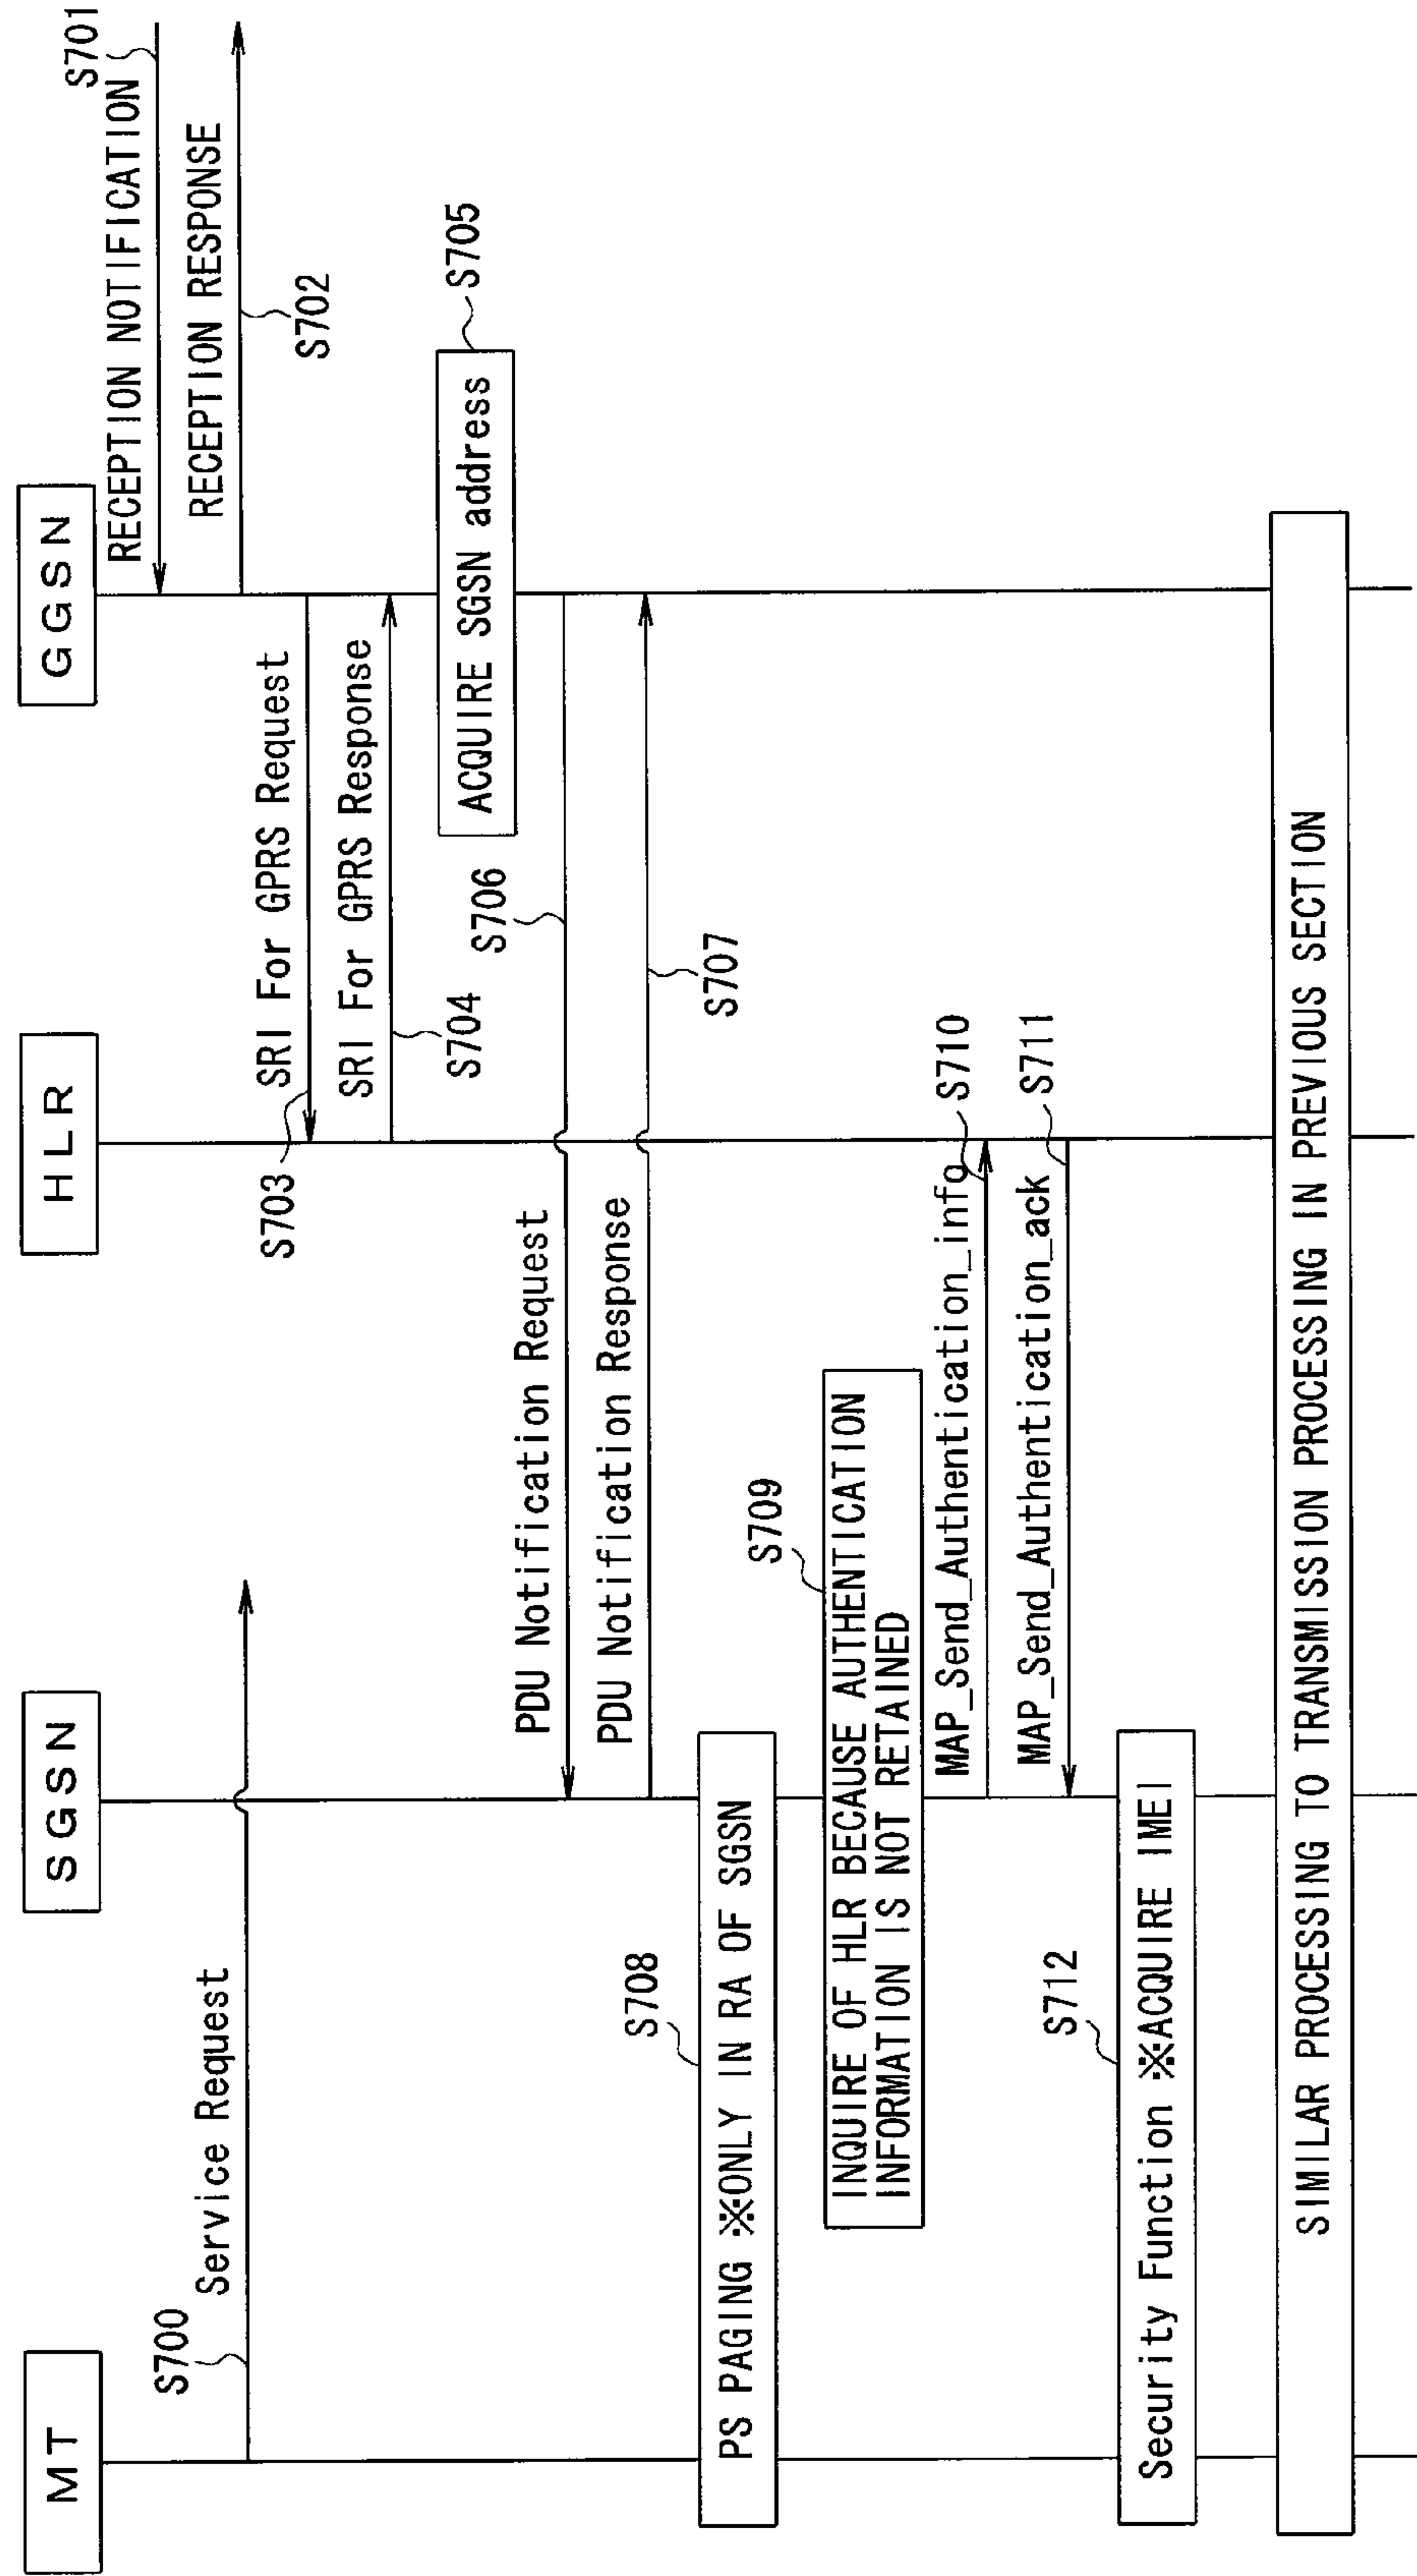 MT
SGSN
HLR
GGSN
S701
RECEPTION NOTIFICATION
RECEPTION RESPONSE
S702
S700
Service Request
SRI For GPRS Request
S703
SRI For GPRS Response
S704
ACQUIRE SGSN address
S705
S706
PDU Notification Request
PDU Notification Response
S707
S708
PS PAGING ※ONLY IN RA OF SGSN
S709
INQUIRE OF HLR BECAUSE AUTHENTICATION
INFORMATION IS NOT RETAINED
MAP_Send_Authentication_info
S710
MAP_Send_Authentication_ack
S711
S712
Security Function ※ACQUIRE IMEI
SIMILAR PROCESSING TO TRANSMISSION PROCESSING IN PREVIOUS SECTION